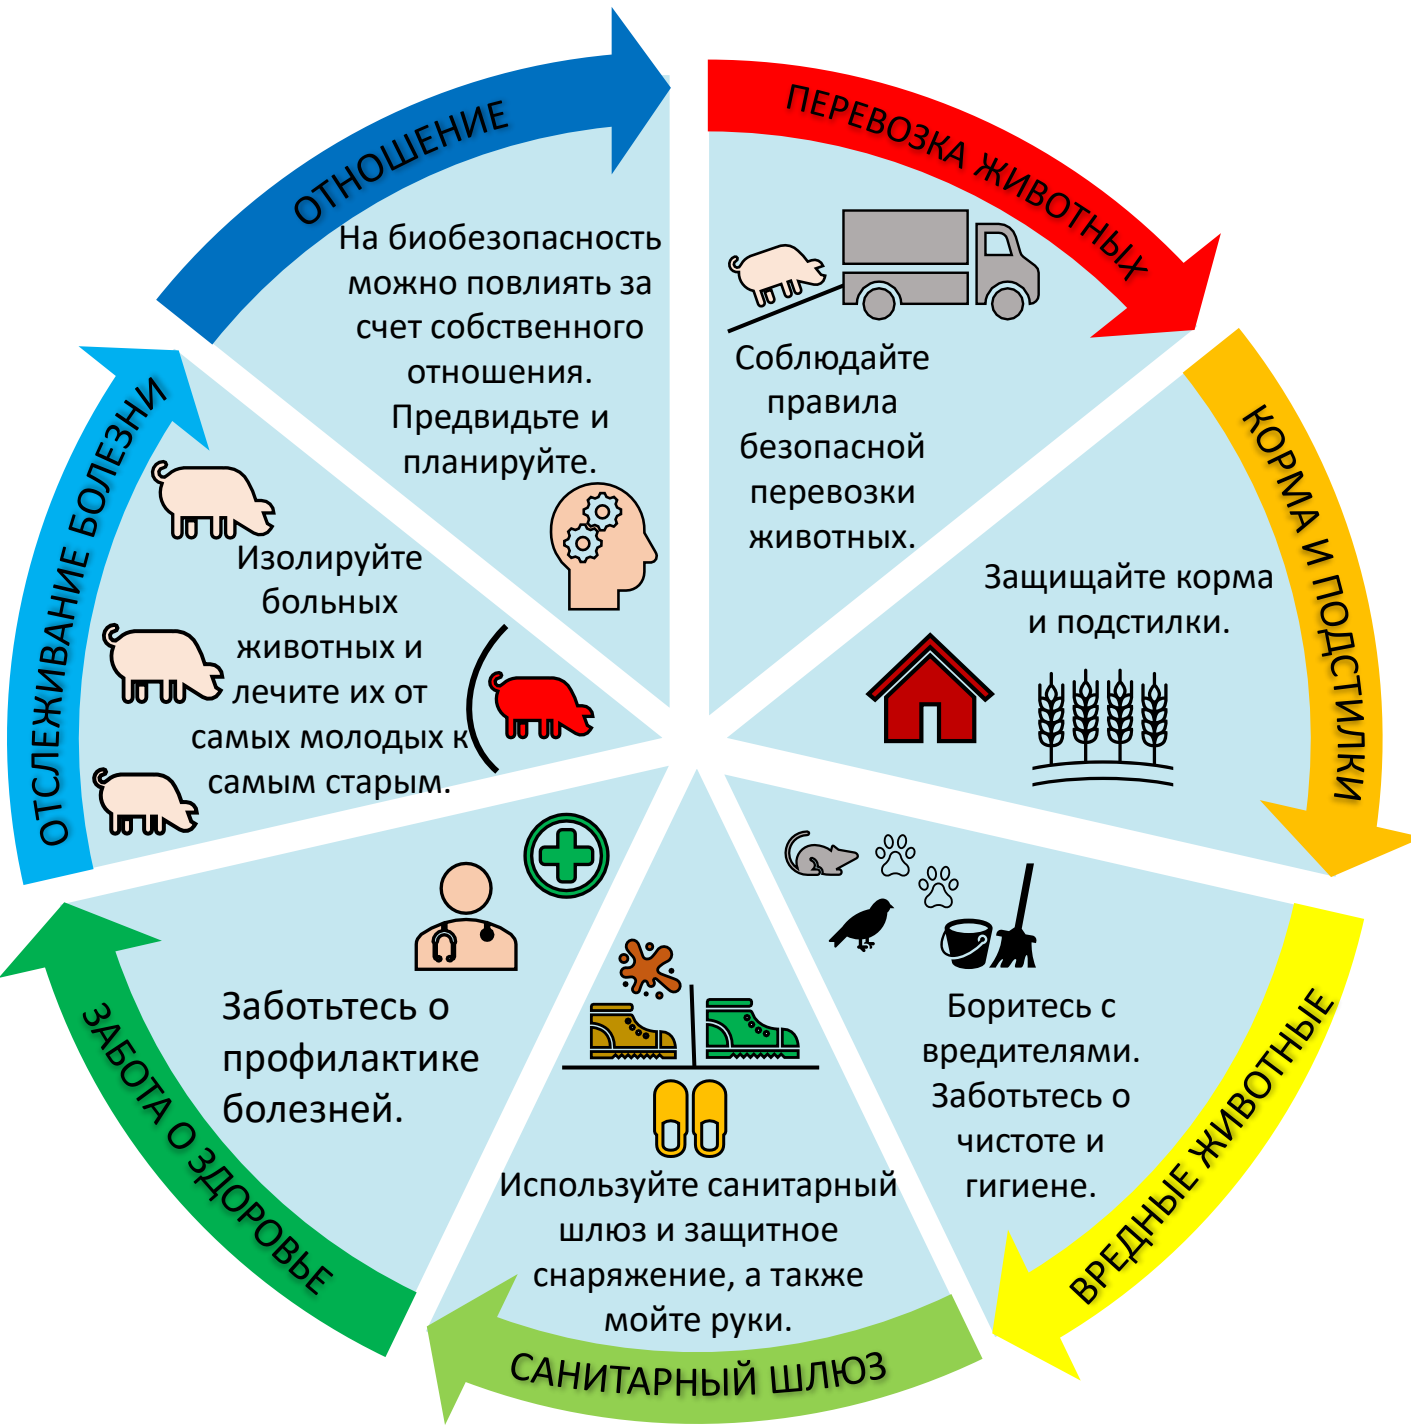 ПЕРЕВОЗКА ЖИВОТНЫХ
Соблюдайте
правила
безопасной
перевозки
животных.
КОРМА И ПОДСТИЛКИ
Защищайте корма
и подстилки.
ВРЕДНЫЕ ЖИВОТНЫЕ
Боритесь с
вредителями.
Заботьтесь о
чистоте и
гигиене.
САНИТАРНЫЙ ШЛЮЗ
Используйте санитарный
шлюз и защитное
снаряжение, а также
мойте руки.
ЗАБОТА О ЗДОРОВЬЕ
Заботьтесь о
профилактике
болезней.
ОТСЛЕЖИВАНИЕ БОЛЕЗНИ
Изолируйте
больных
животных и
лечите их от
самых молодых к
самым старым.
ОТНОШЕНИЕ
На биобезопасность
можно повлиять за
счет собственного
отношения.
Предвидьте и
планируйте.